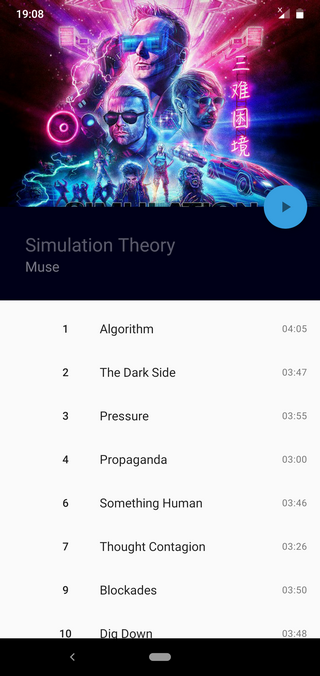 19:08
三难困境
SIMULATION
Simulation Theory
Muse
1 Algorithm 04:05
2 The Dark Side 03:47
3 Pressure 03:55
4 Propaganda 03:00
6 Something Human 03:46
7 Thought Contagion 03:26
9 Blockades 03:50
10 Dig Down 03:48